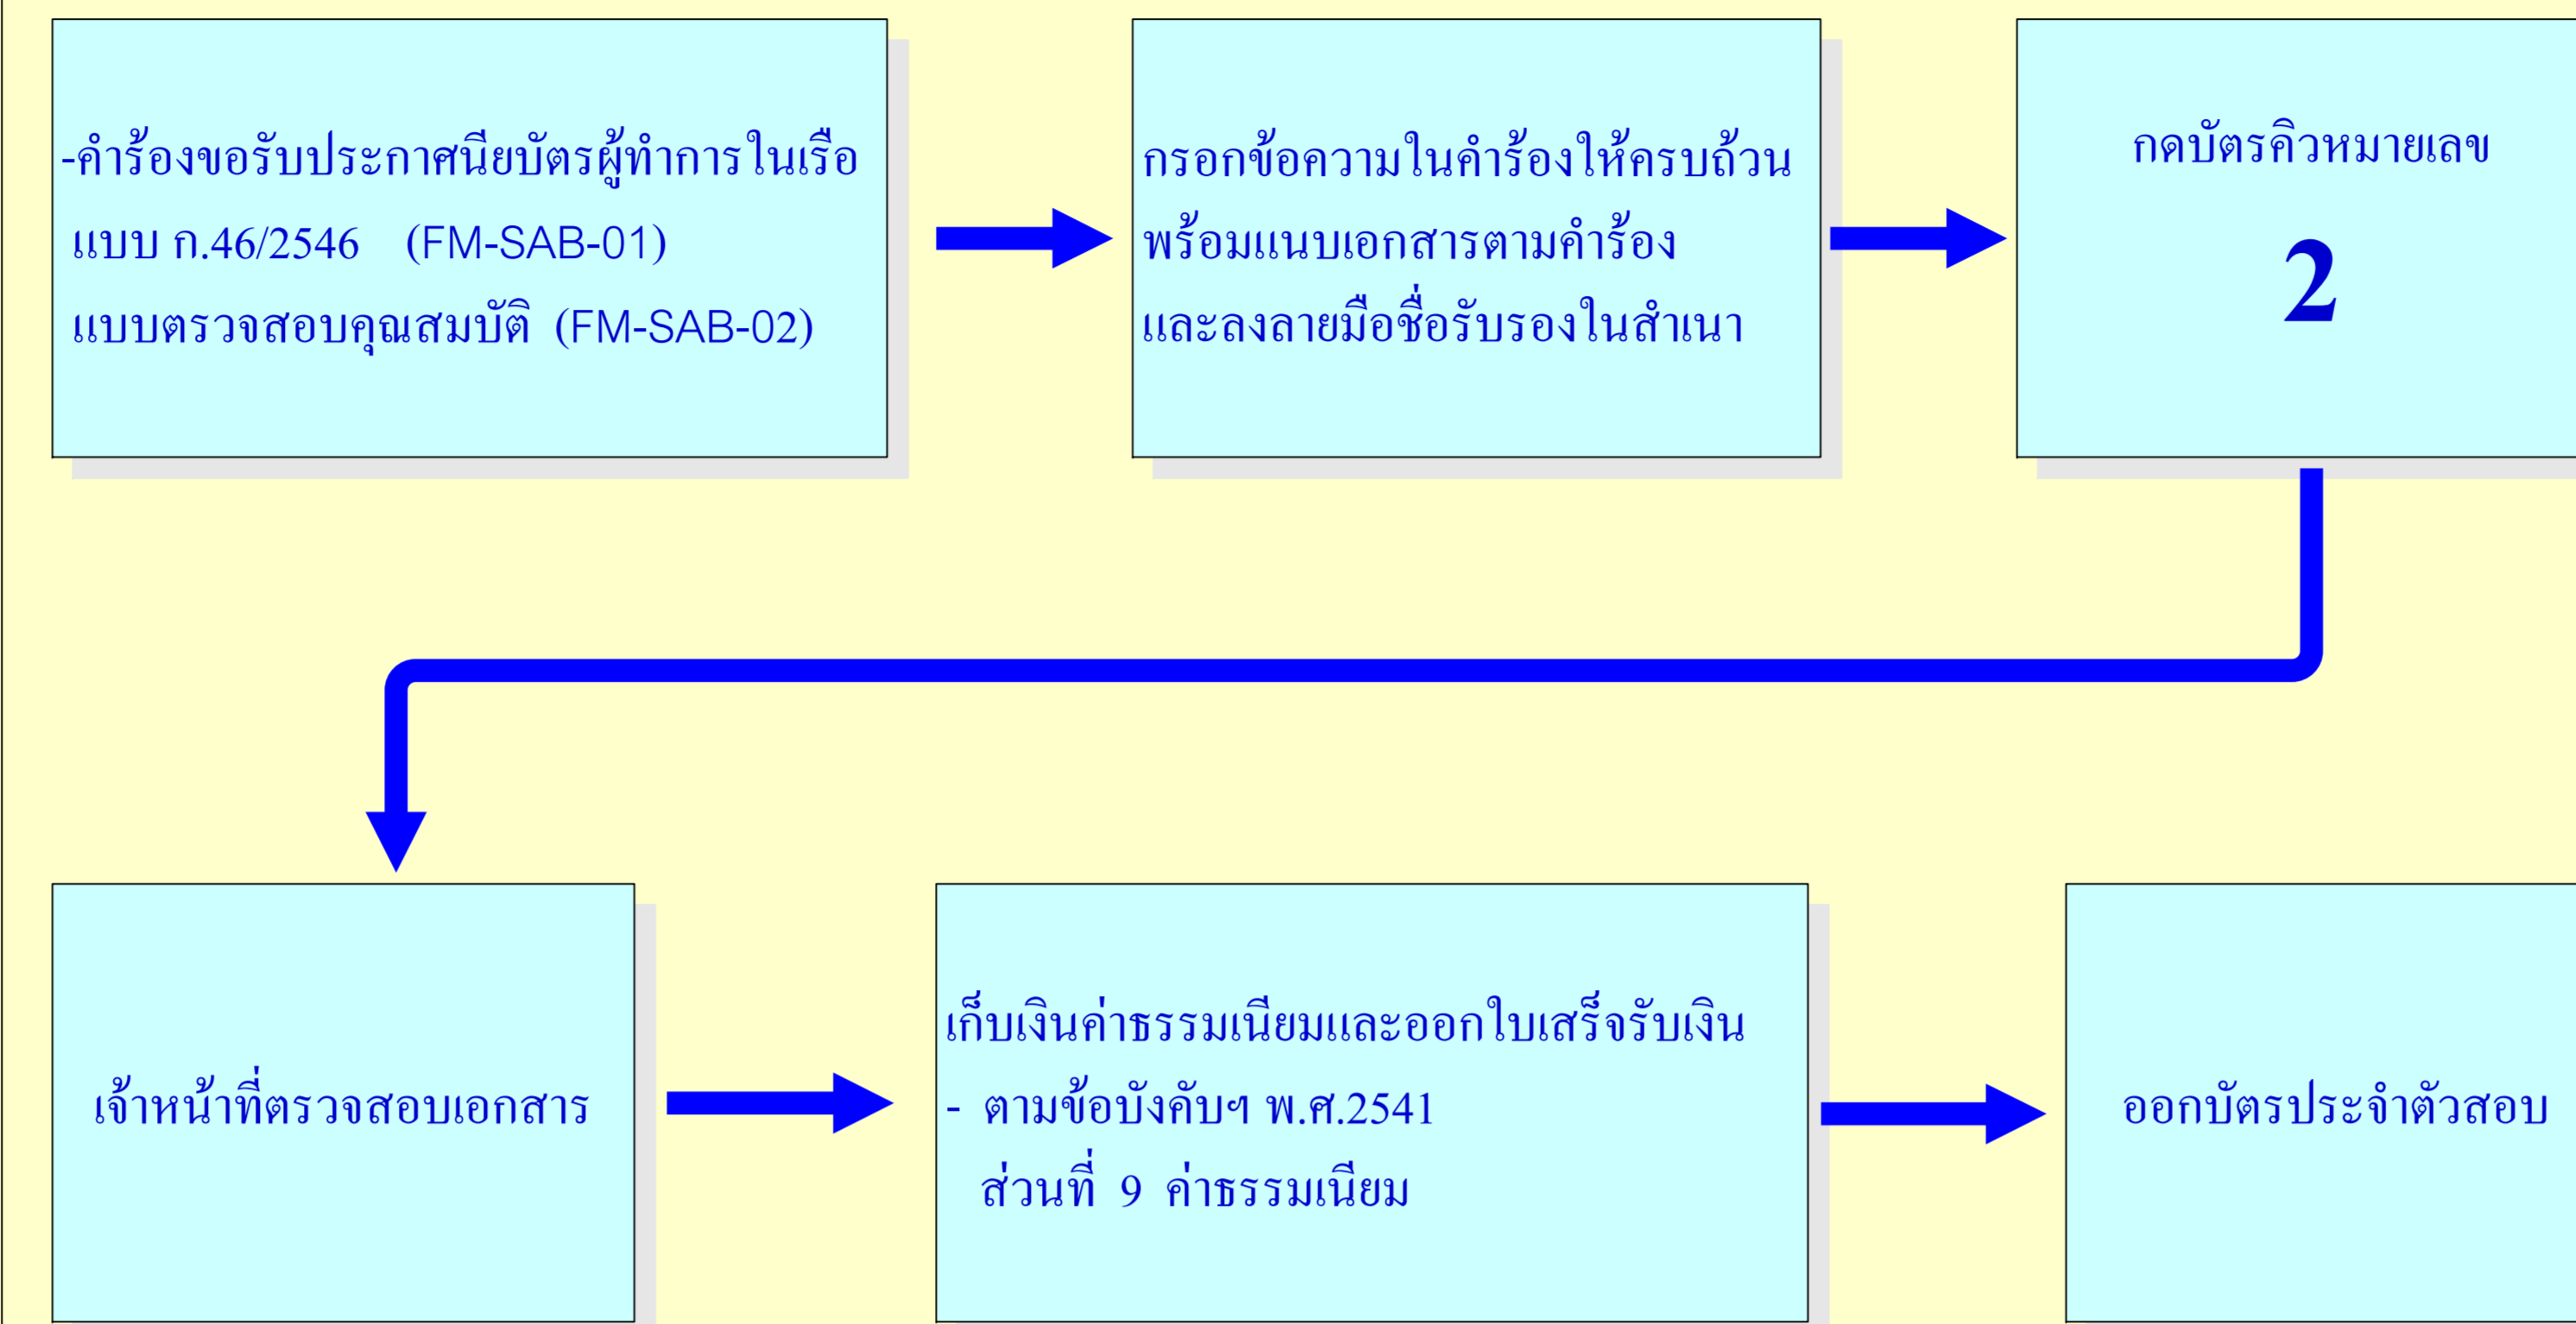 -คำร้องขอรับประกาศนียบัตรผู้ทำการในเรือ
แบบ ก.46/2546 (FM-SAB-01)
แบบตรวจสอบคุณสมบัติ (FM-SAB-02)
กรอกข้อความในคำร้องให้ครบถ้วน
พร้อมแนบเอกสารตามคำร้อง
และลงลายมือชื่อรับรองในสำเนา
กดบัตรคิวหมายเลข
2
เจ้าหน้าที่ตรวจสอบเอกสาร
เก็บเงินค่าธรรมเนียมและออกใบเสร็จรับเงิน
- ตามข้อบังคับฯ พ.ศ.2541
ส่วนที่ 9 ค่าธรรมเนียม
ออกบัตรประจำตัวสอบ